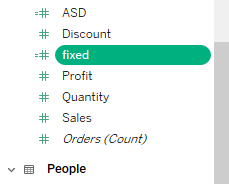 ASD
Discount
fixed
Profit
Quantity
Sales
Orders (Count)
People